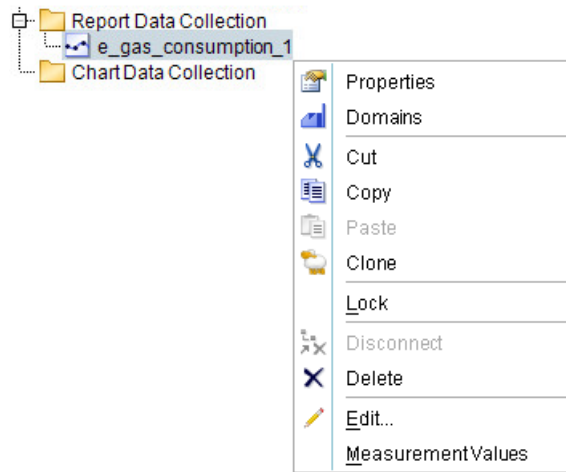 Report Data Collection
e_gas_consumption_1
Chart Data Collection
Properties
Domains
Cut
Copy
Paste
Clone
Lock
Disconnect
Delete
Edit...
MeasurementValues